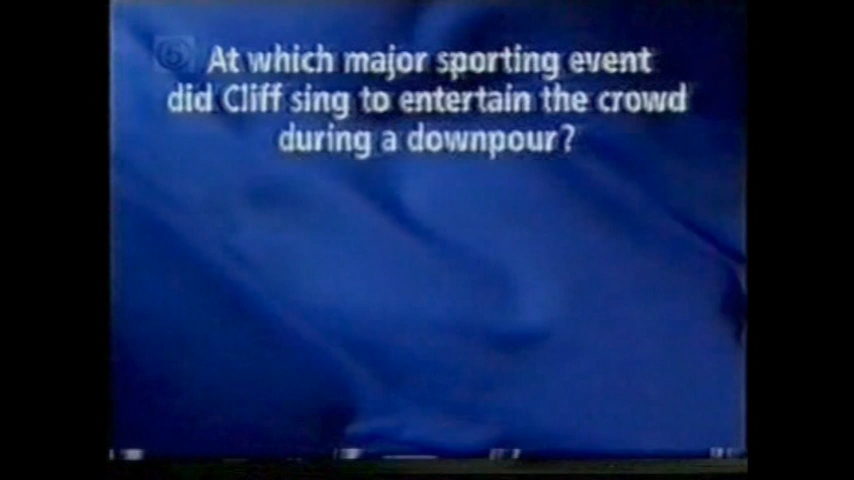 At which major sporting event
did Cliff sing to entertain the crowd
during a downpour?